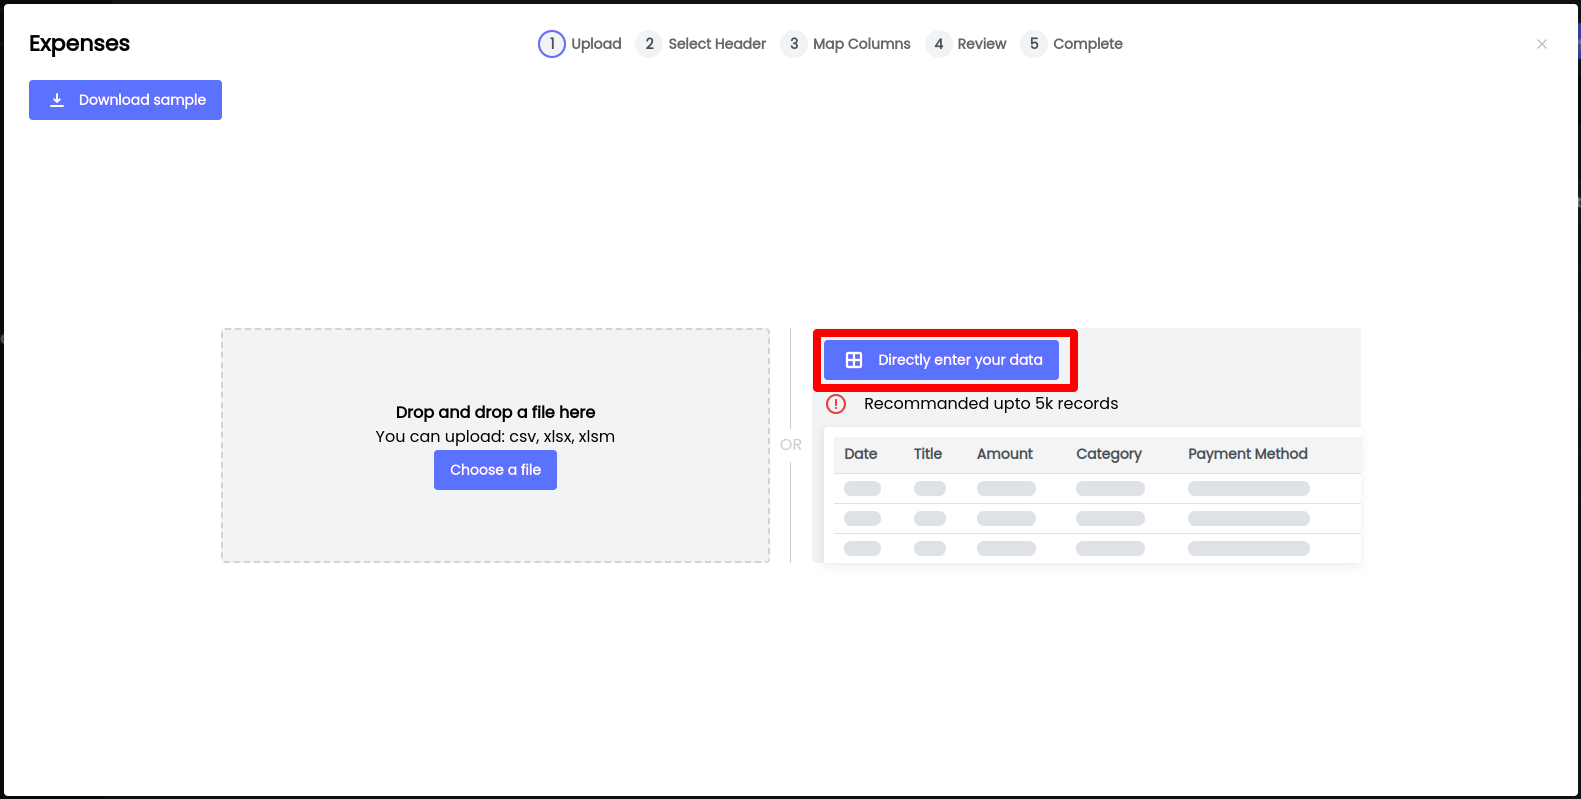 Expenses
1 Upload 2 Select Header 3 Map Columns 4 Review 5 Complete
Download sample
Drop and drop a file here
You can upload: csv, xlsx, xlsm
Choose a file
OR
Directly enter your data
Recommanded upto 5k records
Date Title Amount Category Payment Method